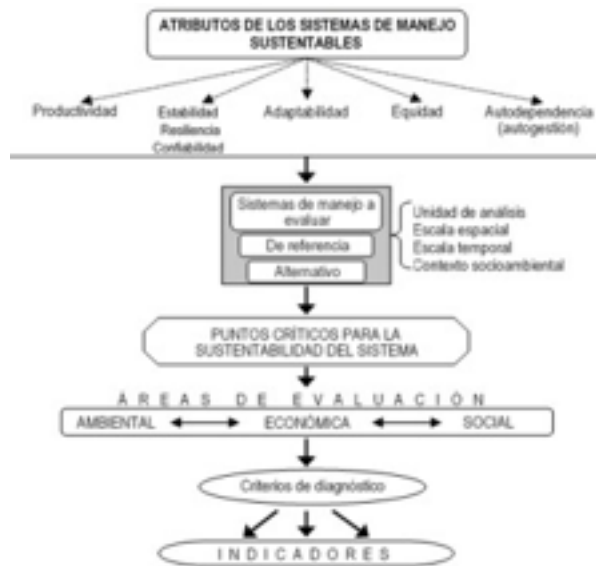 ATRIBUTOS DE LOS SISTEMAS DE MANEJO
SUSTENTABLES
Productividad
Estabilidad
Resiliencia
Confiabilidad
Adaptabilidad
Equidad
Autodependencia
(autogestión)
Sistemas de manejo a
evaluar
De referencia
Alternativo
Unidad de análisis
Escala espacial
Escala temporal
Contexto socioambiental
PUNTOS CRÍTICOS PARA LA
SUSTENTABILIDAD DEL SISTEMA
ÁREAS DE EVALUACIÓN
AMBIENTAL ECONÓMICA SOCIAL
Criterios de diagnóstico
INDICADORES